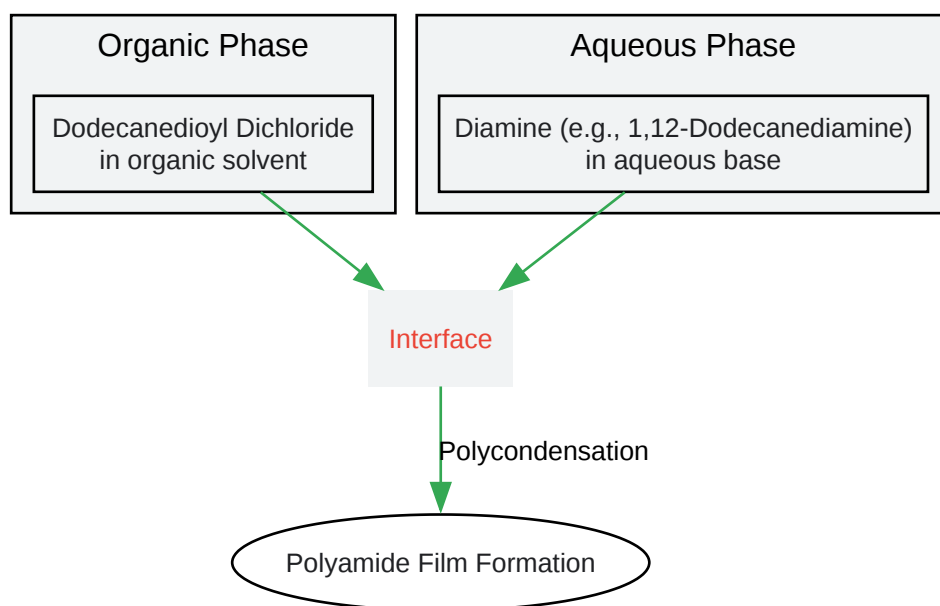 Organic Phase
Dodecanedioyl Dichloride
in organic solvent
Aqueous Phase
Diamine (e.g., 1,12-Dodecanediamine)
in aqueous base
Interface
Polycondensation
Polyamide Film Formation